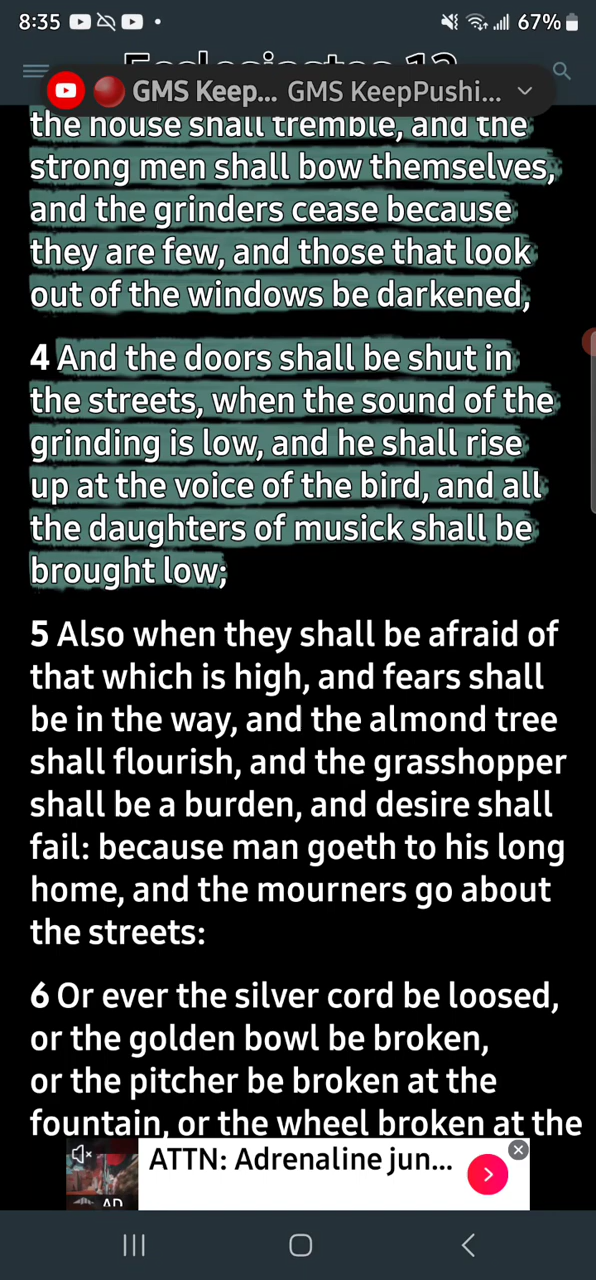 8:35
67%
Ecclesiastes 12
GMS Keep... GMS KeepPushi...
the house shall tremble, and the
strong men shall bow themselves,
and the grinders cease because
they are few, and those that look
out of the windows be darkened,
4 And the doors shall be shut in
the streets, when the sound of the
grinding is low, and he shall rise
up at the voice of the bird, and all
the daughters of musick shall be
brought low;
5 Also when they shall be afraid of
that which is high, and fears shall
be in the way, and the almond tree
shall flourish, and the grasshopper
shall be a burden, and desire shall
fail: because man goeth to his long
home, and the mourners go about
the streets:
6 Or ever the silver cord be loosed,
or the golden bowl be broken,
or the pitcher be broken at the
fountain, or the wheel broken at the
ATTN: Adrenaline jun...
AD